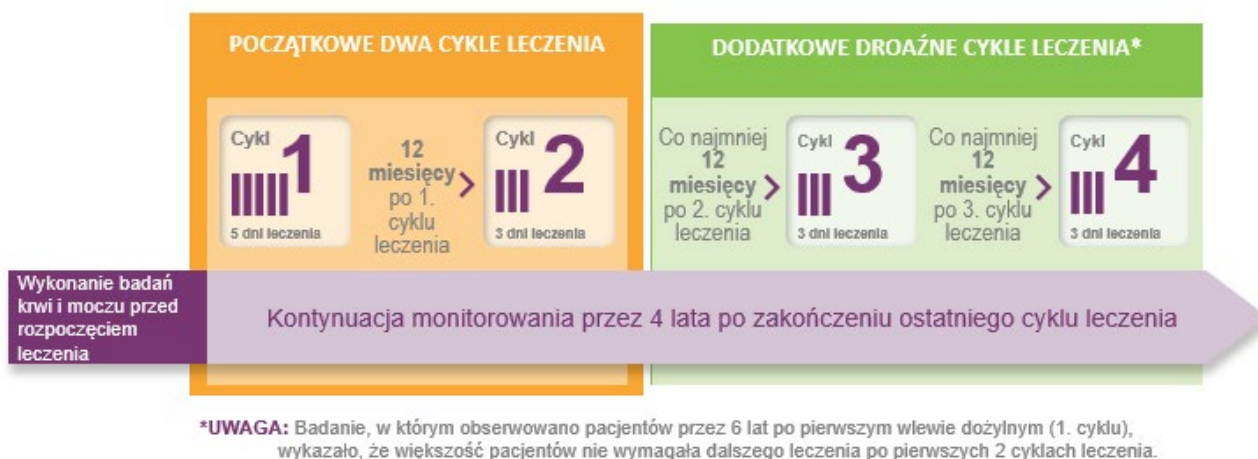 POCZĄTKOWE DWA CYKLE LECZENIA
DODATKOWE DROAŹNE CYKLE LECZENIA*
Cykl 1
5 dni leczenia
12
miesięcy
po 1.
cyklu
leczenia
Cykl 2
3 dni leczenia
Co najmniej
12
miesięcy
po 2. cyklu
leczenia
Cykl 3
3 dni leczenia
Co najmniej
12
miesięcy
po 3. cyklu
leczenia
Cykl 4
3 dni leczenia
Wykonanie badań
krwi i moczu przed
rozpoczęciem
leczenia
Kontynuacja monitorowania przez 4 lata po zakończeniu ostatniego cyklu leczenia
*UWAGA: Badanie, w którym obserwowano pacjentów przez 6 lat po pierwszym wlewie dożylnym (1. cyklu),
wykazało, że większość pacjentów nie wymagała dalszego leczenia po pierwszych 2 cyklach leczenia.